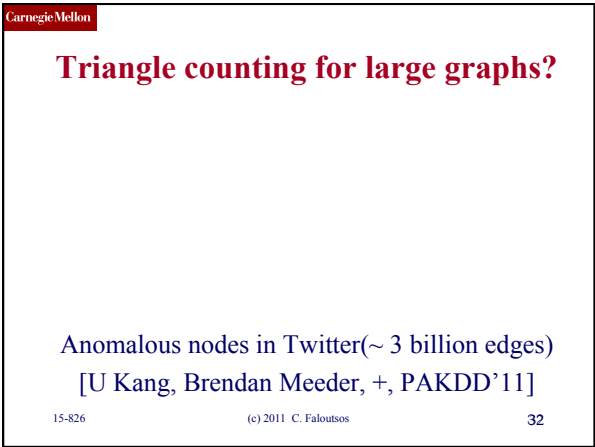 Carnegie Mellon
Triangle counting for large graphs?
Anomalous nodes in Twitter(~ 3 billion edges)
[U Kang, Brendan Meeder, +, PAKDD'11]
15-826
(c) 2011 C. Faloutsos
32